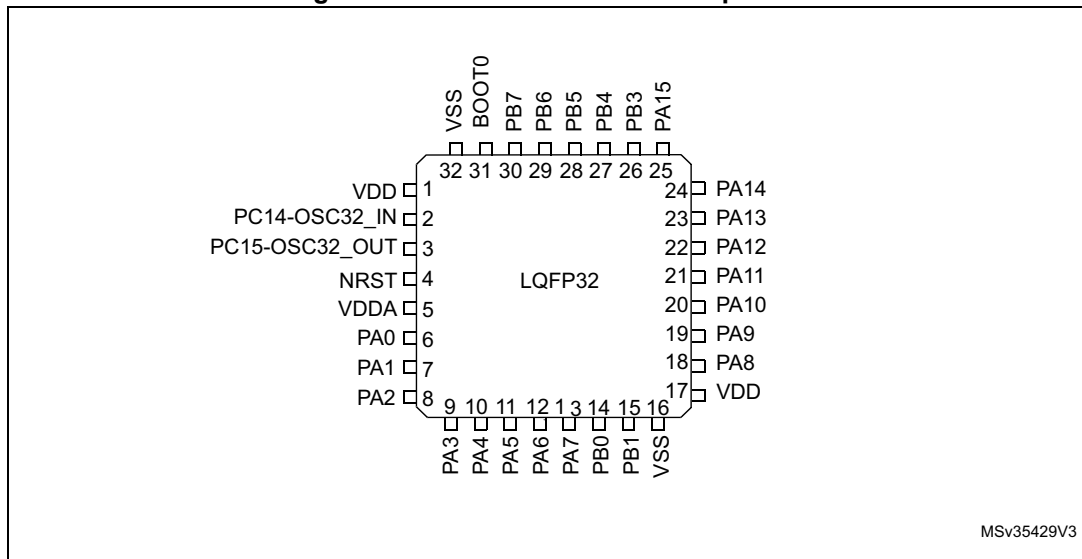 VSS
BOOT0
PB7
PB6
PB5
PB4
PB3
PA15
32 31 30 29 28 27 26 25
VDD 1
PC14-OSC32_IN 2
PC15-OSC32_OUT 3
NRST 4
VDDA 5
PA0 6
PA1 7
PA2 8
LQFP32
24 PA14
23 PA13
22 PA12
21 PA11
20 PA10
19 PA9
18 PA8
17 VDD
9 10 11 12 1 3 14 15 16
PA3
PA4
PA5
PA6
PA7
PB0
PB1
VSS
MSv35429V3